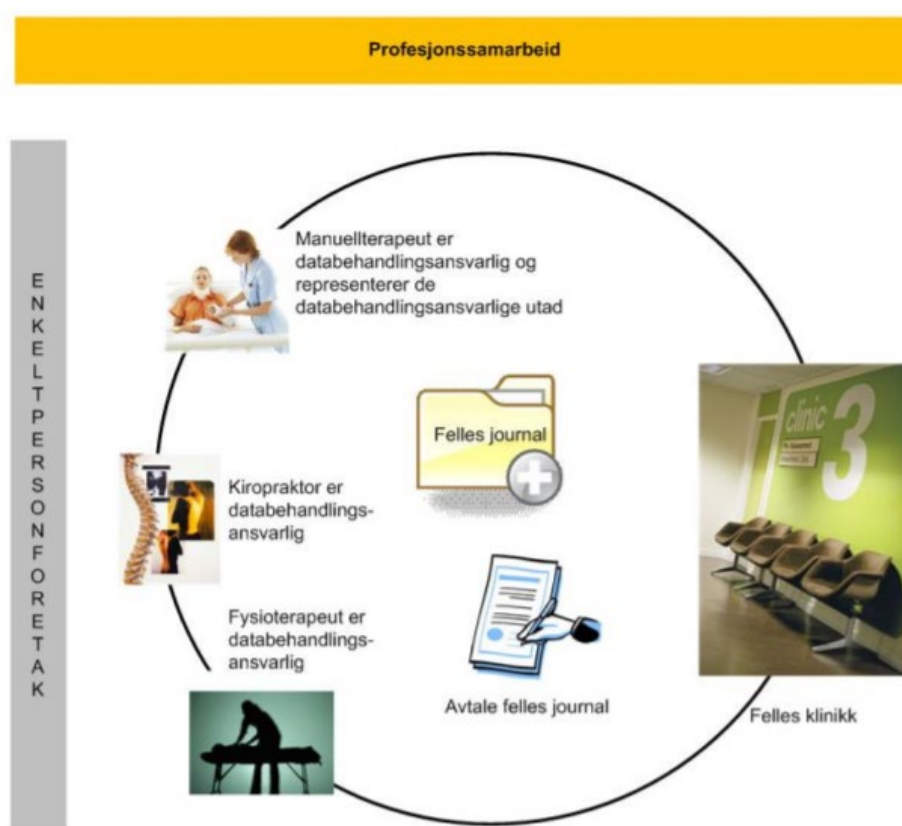 Profesjonssamarbeid
ENKELTPERSONFORETAK
Manuellterapeut er
databehandlingsansvarlig og
representerer de
databehandlingsansvarlige utad
Felles journal
clinic
3
Kiropraktor er
databehandlings-
ansvarlig
Fysioterapeut er
databehandlings-
ansvarlig
Avtale felles journal
Felles klinikk